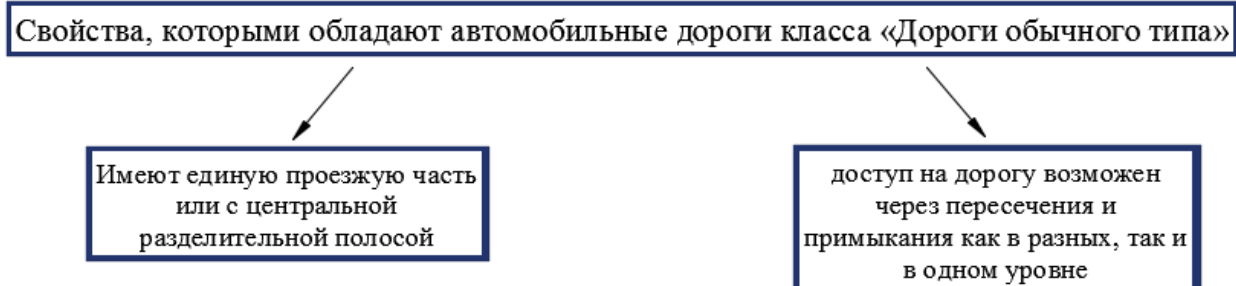 Свойства, которыми обладают автомобильные дороги класса «Дороги обычного типа»
Имеют единую проезжую часть
или с центральной
разделительной полосой
доступ на дорогу возможен
через пересечения и
примыкания как в разных, так и
в одном уровне